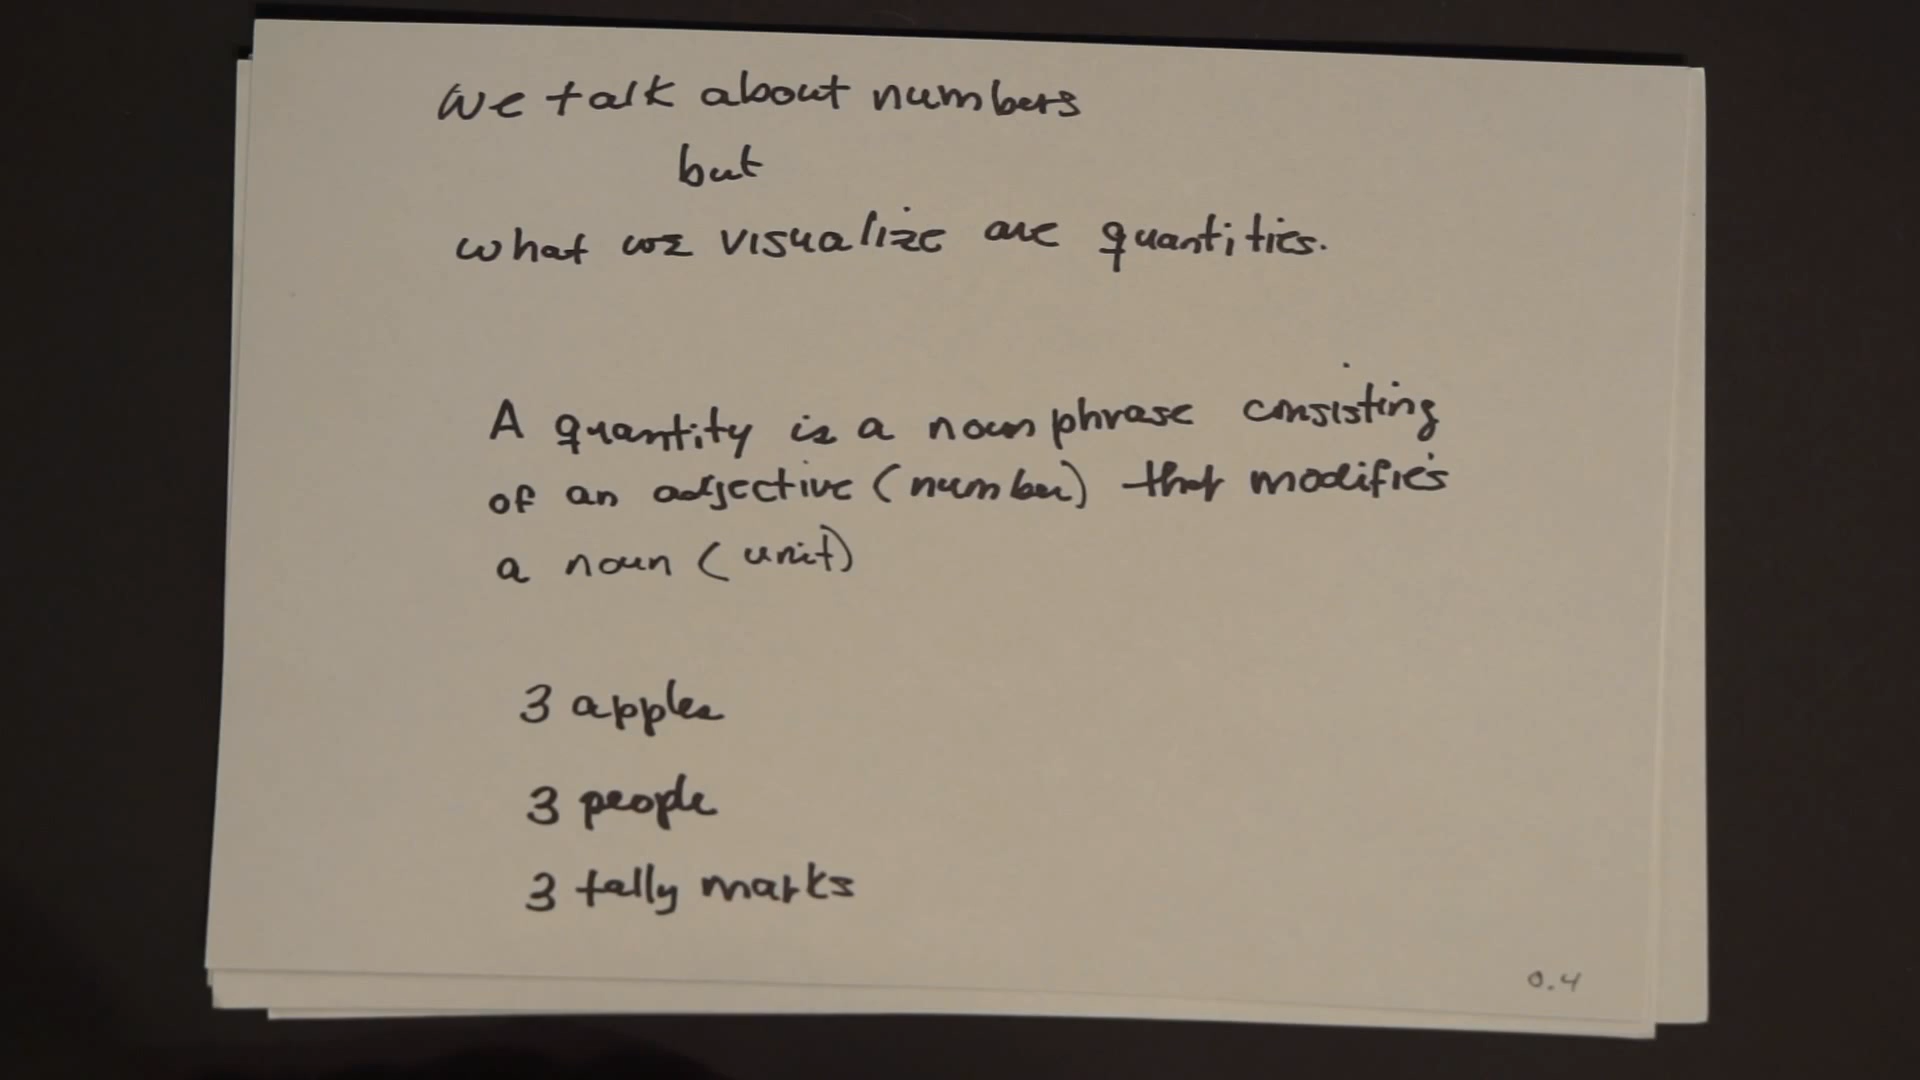 we talk about numbers
but
what we visualize are quantities.
A quantity is a noun phrase consisting
of an adjective (number) that modifies
a noun (unit)
3 apples
3 people
3 tally marks
0.4